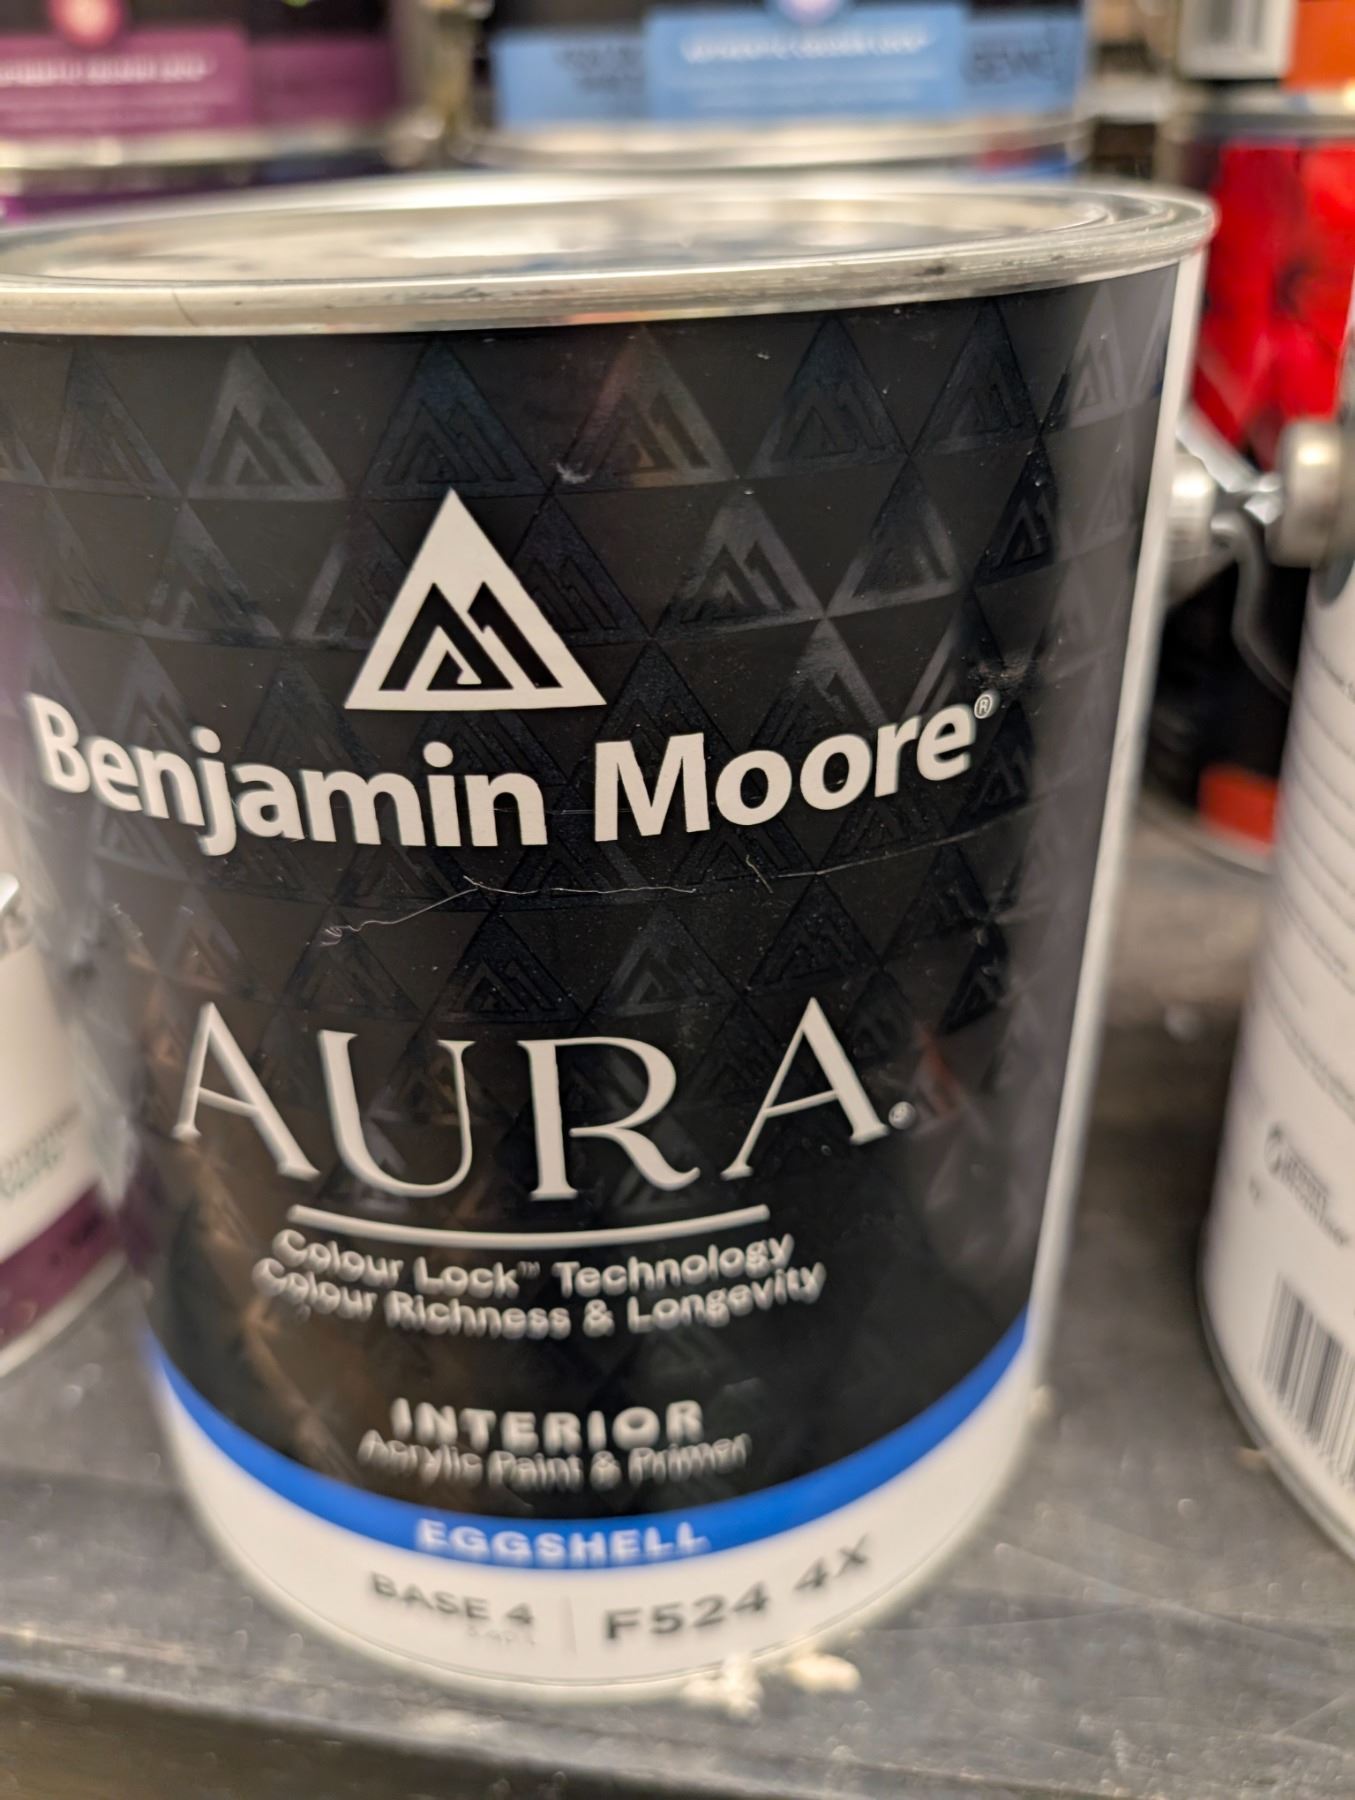 Benjamin Moore®
AURA®
Colour Lock™ Technology
Colour Richness & Longevity
INTERIOR
Acrylic Paint & Primer
EGGSHELL
BASE 4
F524 4X